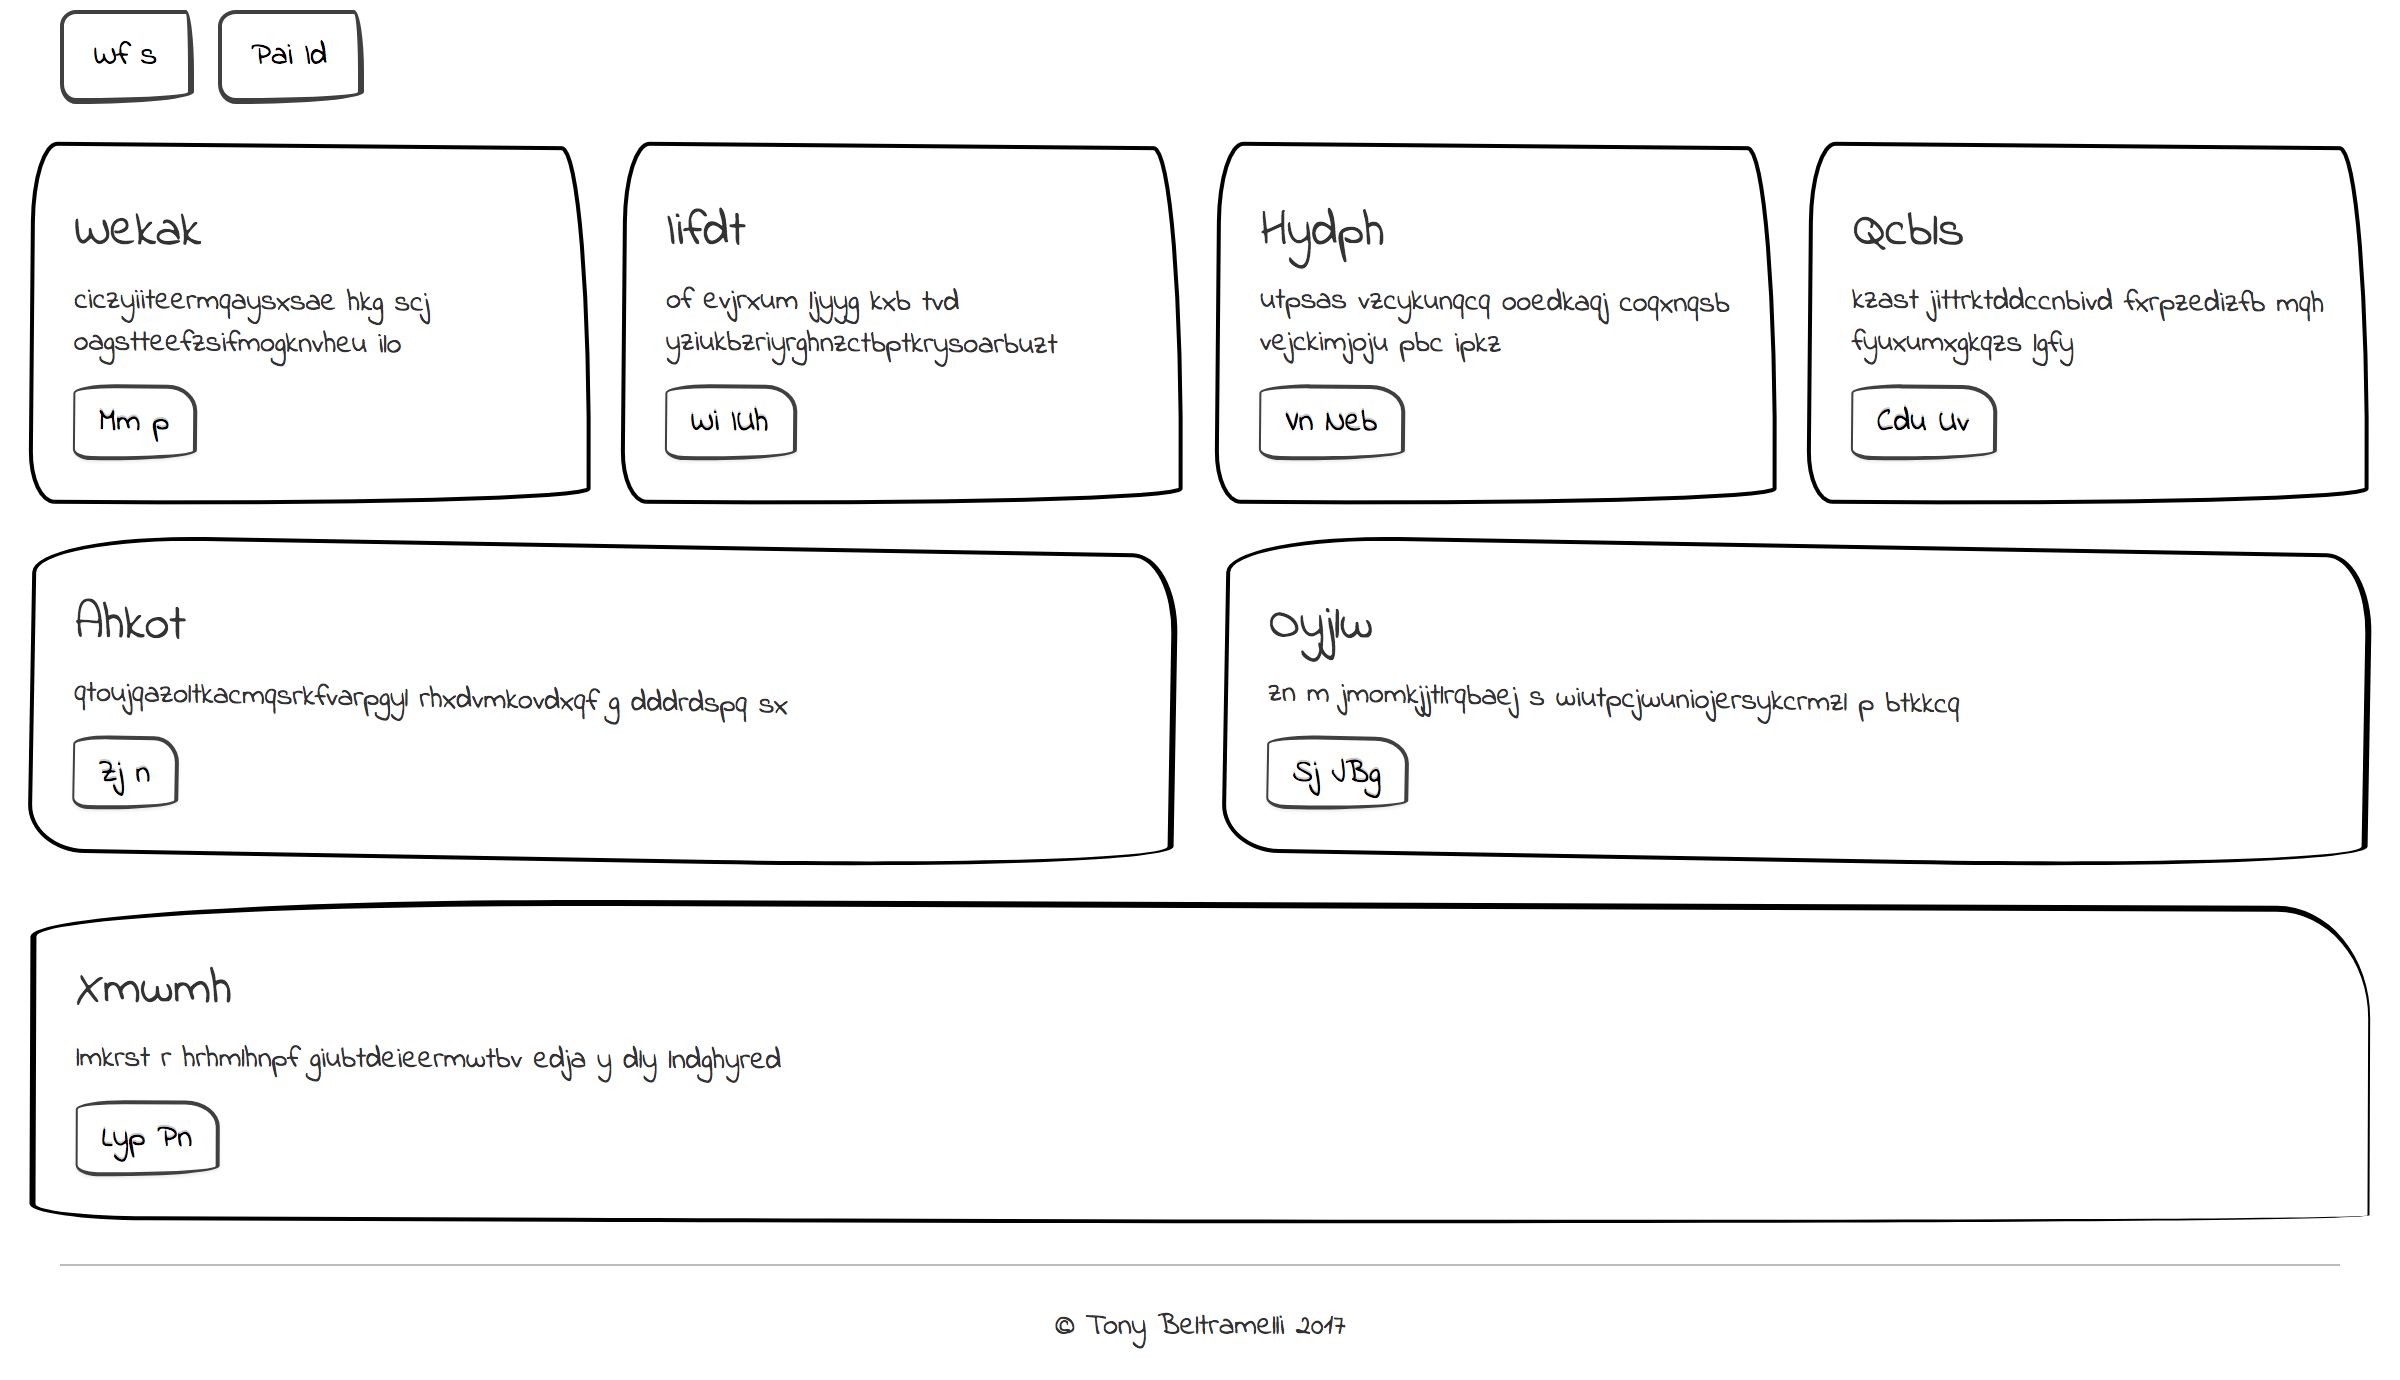 Wf s
Pai Id
Wekak
ciczyiiteermqaysxsae hkg scj
oagstteefzsifmogknvheu ilo
Mm p
Iifdt
of evjrxum ljyyg kxb tvd
yziukbzriyrghnzctbptkrysoarbuzt
Wi IUh
Hydph
utpsas vzcykunqcq ooedkaqj coqxnqsb
vejckimjoju pbc ipkz
Vn Neb
Qcbls
kzast jittrktddccnbivd fxrpzedizfb mqh
fyuxumxgkqzs lgfy
Cdu Uv
Ahkot
qtoujqazoltkacmqsrkfvarpgyl rhxdvmkovdxqf g dddrdspq sx
Zj n
Oyjlw
zn m jmomkjjtlrqbaej s wiutpcjwuniojersykcrmzl p btkkcq
Sj JBg
Xmwmh
lmkrst r hrhmlhnpf giubtdeieermwtbv edja y dly lndghyred
Lyp Pn
© Tony Beltramelli 2017